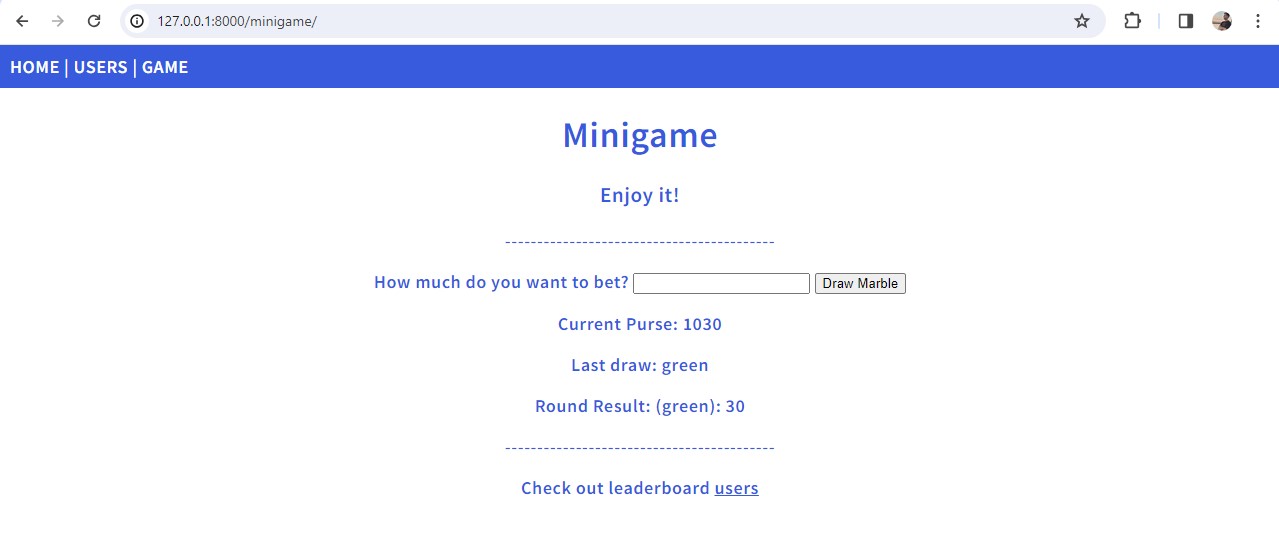 127.0.0.1:8000/minigame/
HOME | USERS | GAME
Minigame
Enjoy it!
------------------------------------------
How much do you want to bet? Draw Marble
Current Purse: 1030
Last draw: green
Round Result: (green): 30
------------------------------------------
Check out leaderboard users